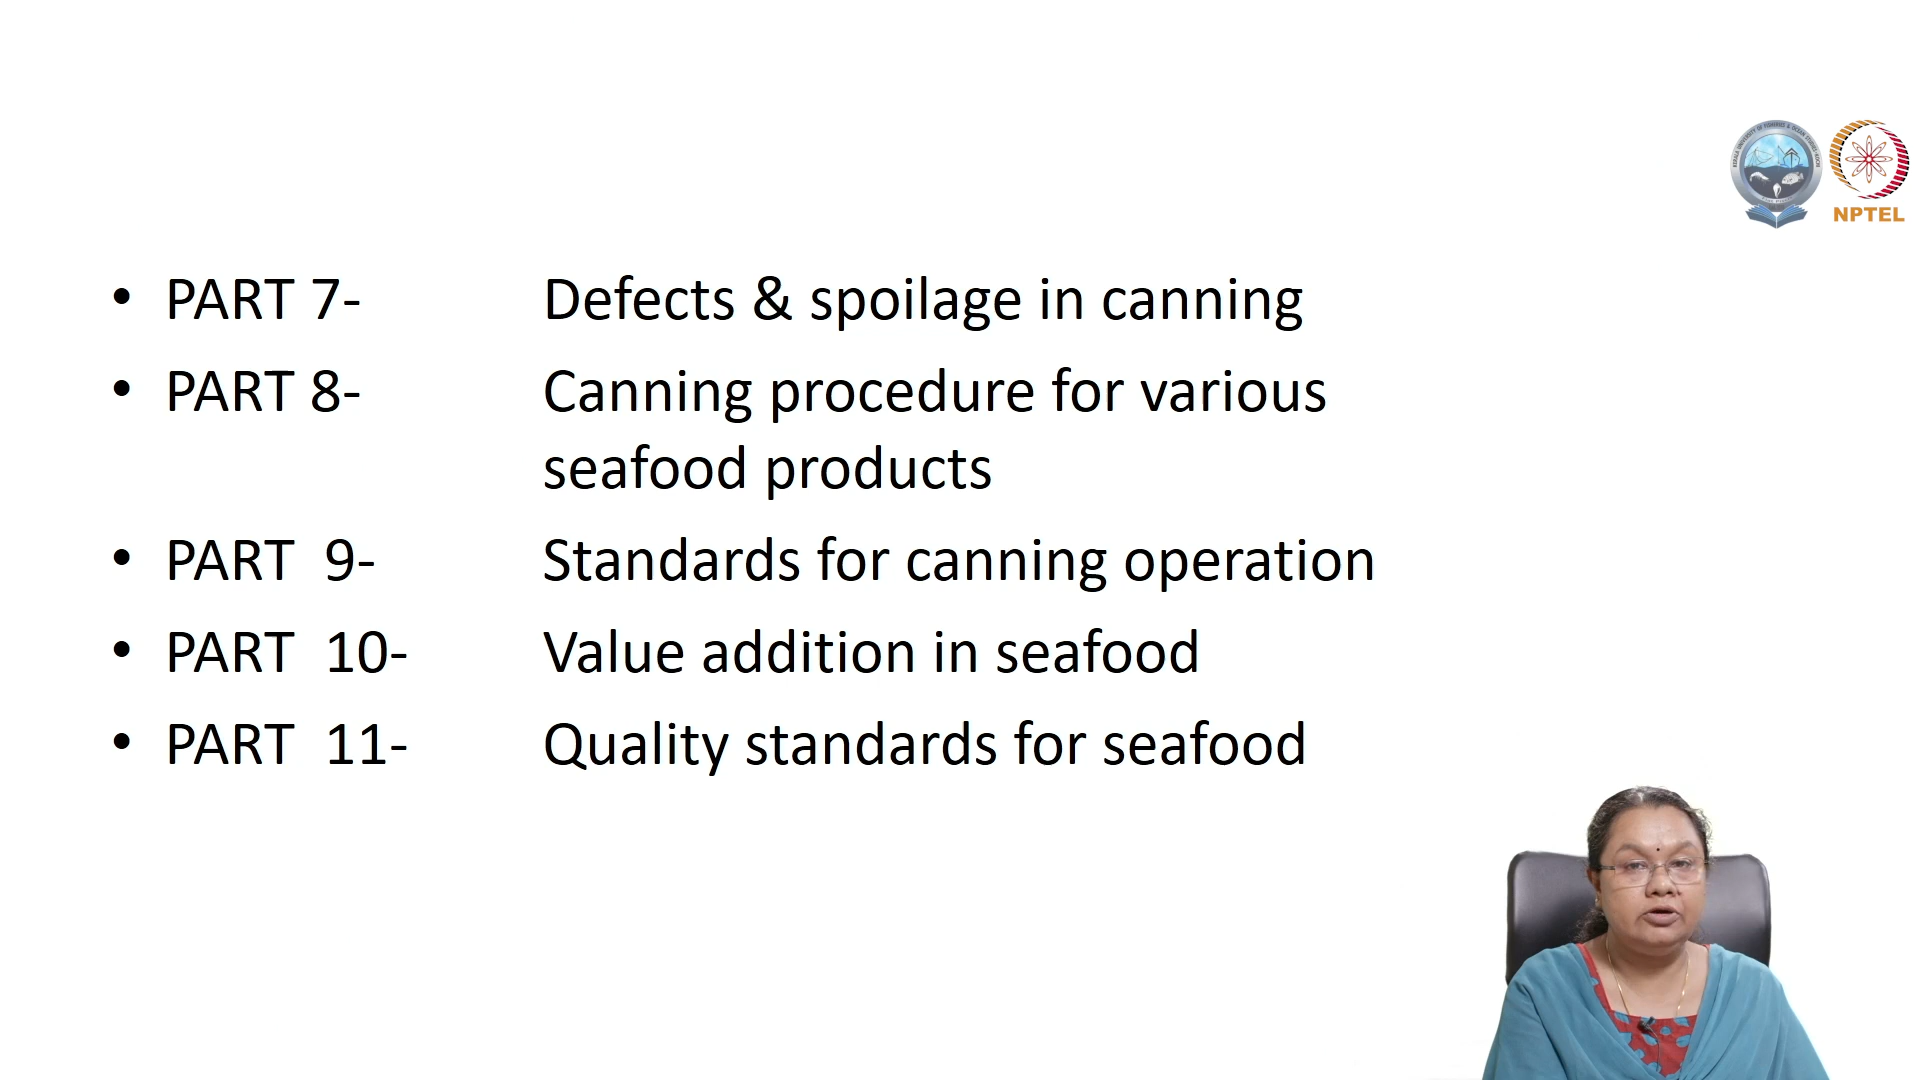 NPTEL
• PART 7- Defects & spoilage in canning
• PART 8- Canning procedure for various
seafood products
• PART 9- Standards for canning operation
• PART 10- Value addition in seafood
• PART 11- Quality standards for seafood